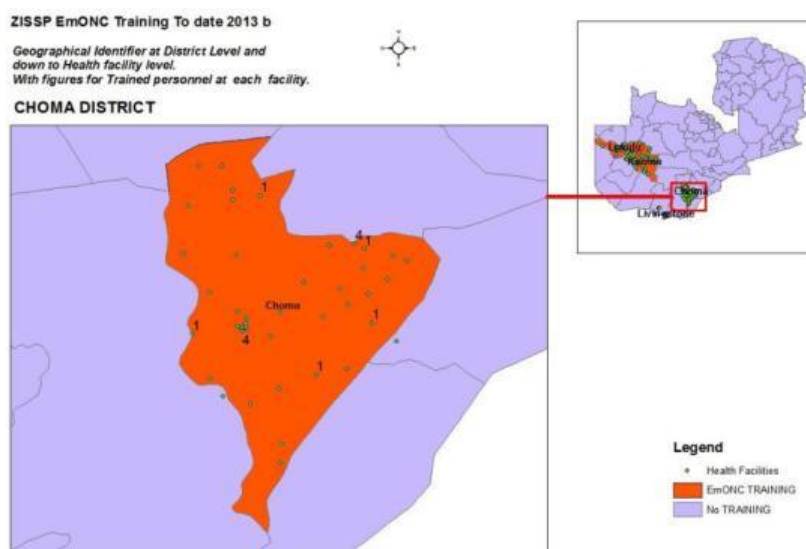 ZISSP EmONC Training To date 2013 b
Geographical Identifier at District Level and
down to Health facility level.
With figures for Trained personnel at each facility.
CHOMA DISTRICT
1
4
1
Choma
1
1
4
1
Lukulu
Kaoma
Choma
Livingstone
Legend
Health Facilities
EmONC TRAINING
No TRAINING